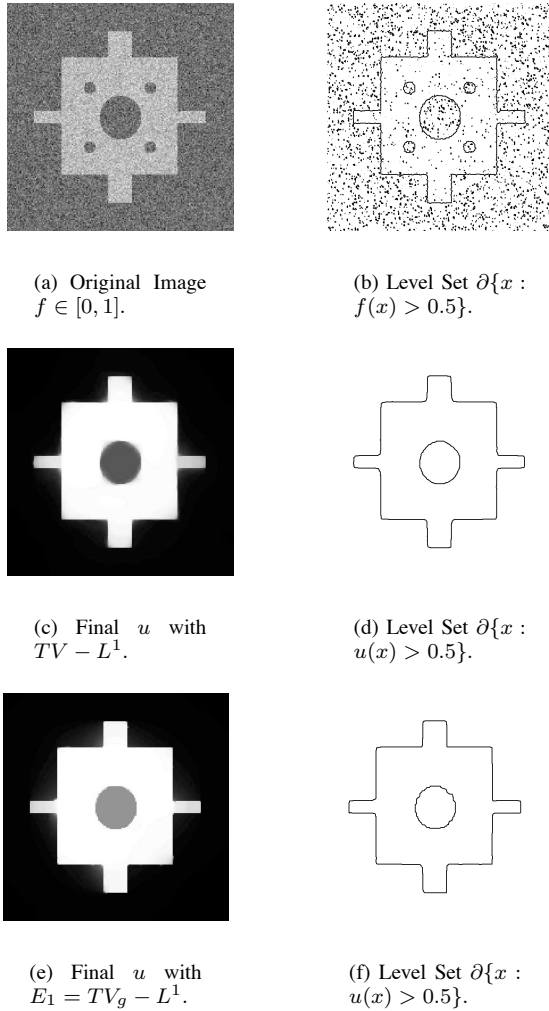 (a) Original Image
f ∈ [0, 1].
(b) Level Set ∂{x :
f(x) > 0.5}.
(c) Final u with
TV − L¹.
(d) Level Set ∂{x :
u(x) > 0.5}.
(e) Final u with
E₁ = TV_g − L¹.
(f) Level Set ∂{x :
u(x) > 0.5}.